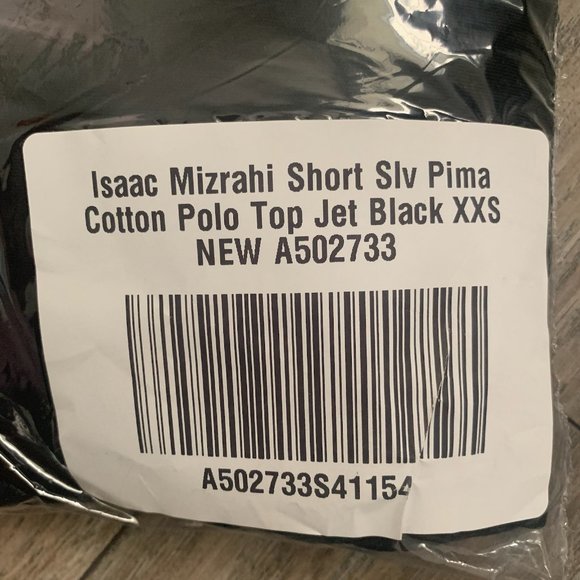 Isaac Mizrahi Short Slv Pima
Cotton Polo Top Jet Black XXS
NEW A502733
A502733S41154